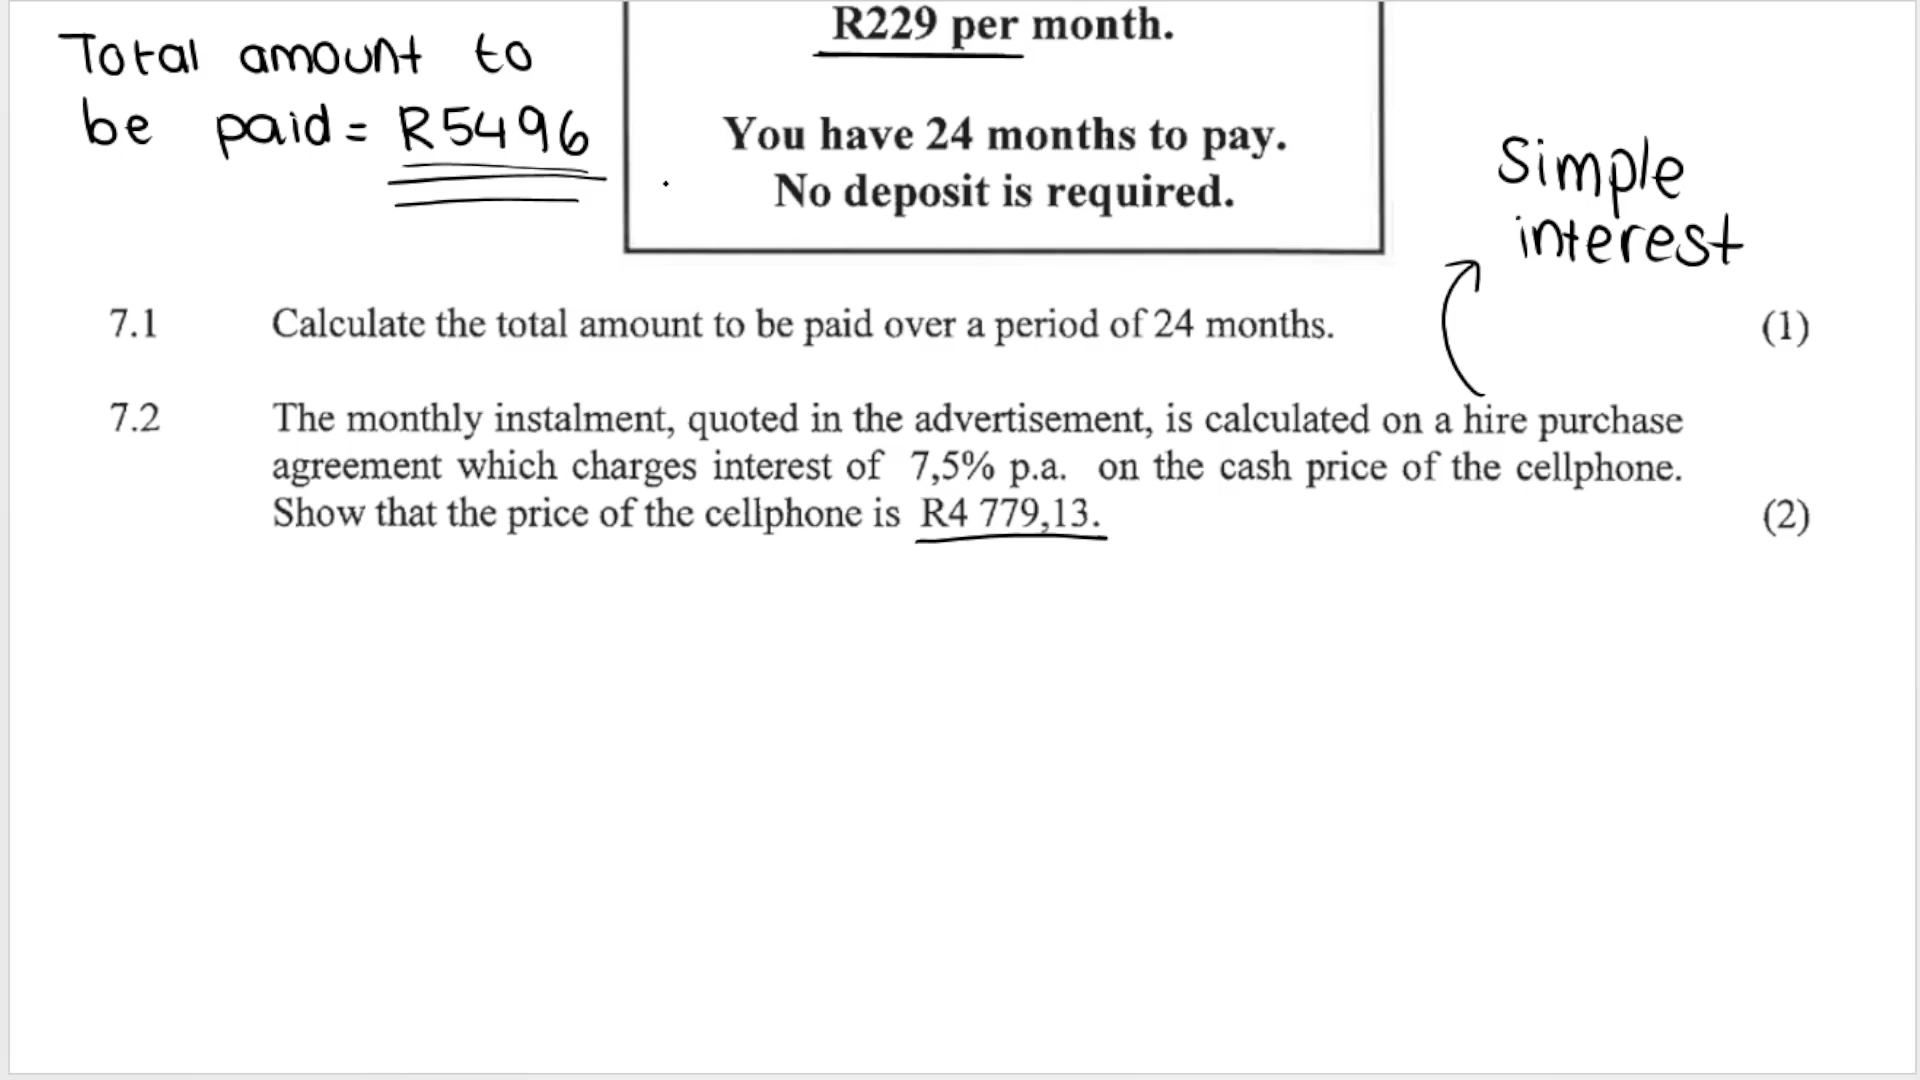 Total amount to
be paid = R5496
R229 per month.
You have 24 months to pay.
No deposit is required.
Simple
interest
7.1 Calculate the total amount to be paid over a period of 24 months. (1)
7.2 The monthly instalment, quoted in the advertisement, is calculated on a hire purchase
agreement which charges interest of 7,5% p.a. on the cash price of the cellphone.
Show that the price of the cellphone is R4 779,13. (2)